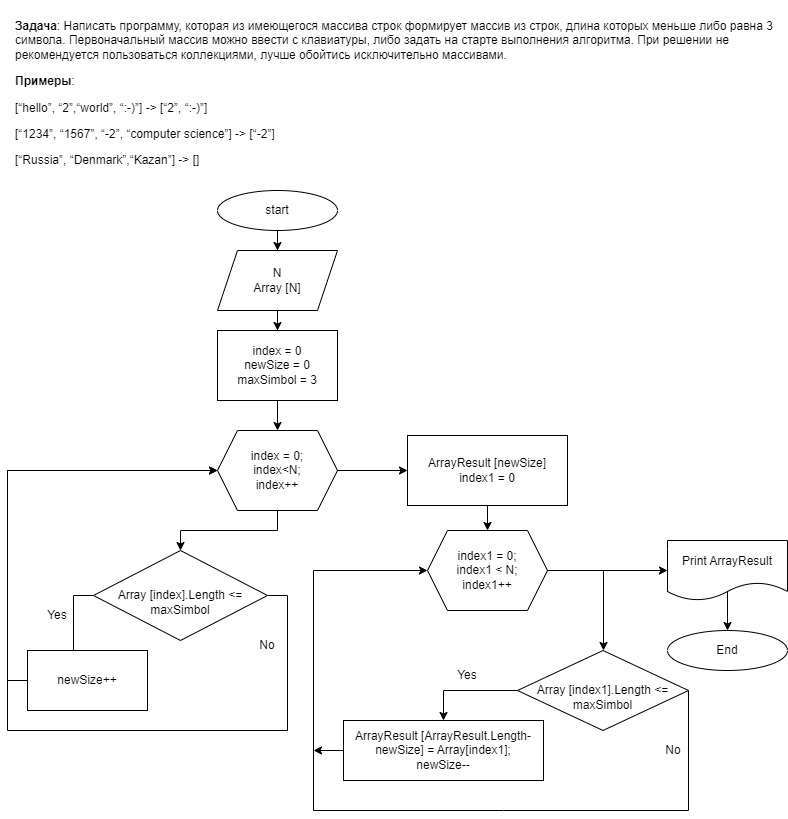 Задача: Написать программу, которая из имеющегося массива строк формирует массив из строк, длина которых меньше либо равна 3
символа. Первоначальный массив можно ввести с клавиатуры, либо задать на старте выполнения алгоритма. При решении не
рекомендуется пользоваться коллекциями, лучше обойтись исключительно массивами.
Примеры:
["hello", "2","world", ":-)"] -> ["2", ":-)"]
["1234", "1567", "-2", "computer science"] -> ["-2"]
["Russia", "Denmark","Kazan"] -> []
start
N
Array [N]
index = 0
newSize = 0
maxSimbol = 3
index = 0;
index<N;
index++
ArrayResult [newSize]
index1 = 0
index1 = 0;
index1 < N;
index1++
Print ArrayResult
End
Array [index].Length <=
maxSimbol
Yes
No
newSize++
Array [index1].Length <=
maxSimbol
Yes
No
ArrayResult [ArrayResult.Length-
newSize] = Array[index1];
newSize--